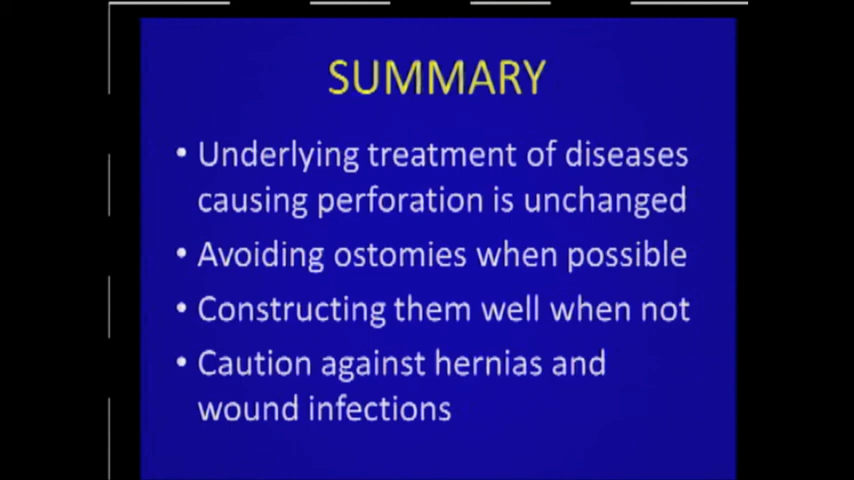 SUMMARY
• Underlying treatment of diseases
causing perforation is unchanged
• Avoiding ostomies when possible
• Constructing them well when not
• Caution against hernias and
wound infections